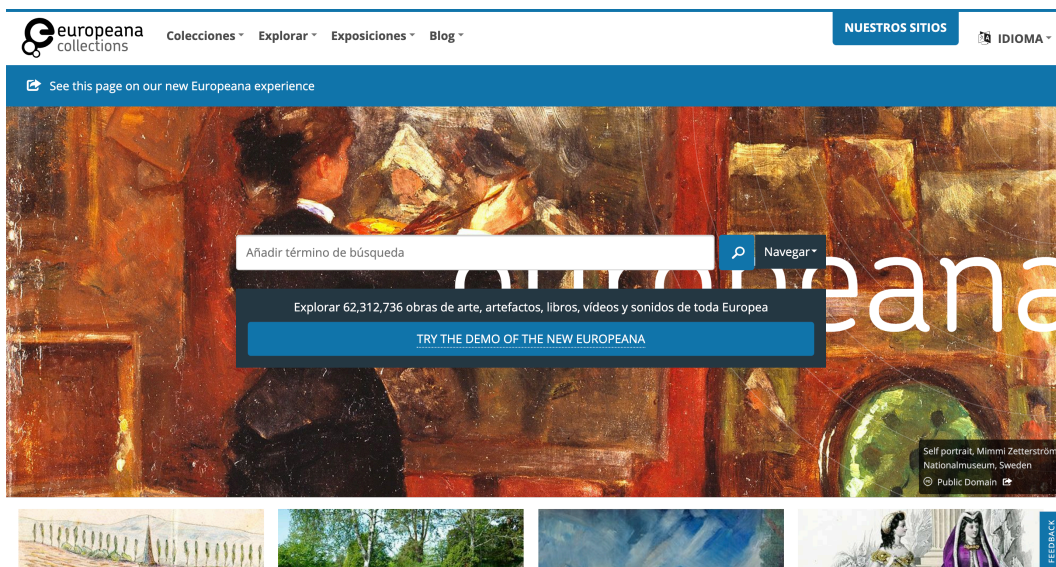 europeana
collections
Colecciones
Explorar
Exposiciones
Blog
NUESTROS SITIOS
IDIOMA
See this page on our new Europeana experience
Añadir término de búsqueda
Navegar
europeana
Explorar 62,312,736 obras de arte, artefactos, libros, vídeos y sonidos de toda Europa
TRY THE DEMO OF THE NEW EUROPEANA
Self portrait, Mimmi Zetterström
Nationalmuseum, Sweden
Public Domain
FEEDBACK